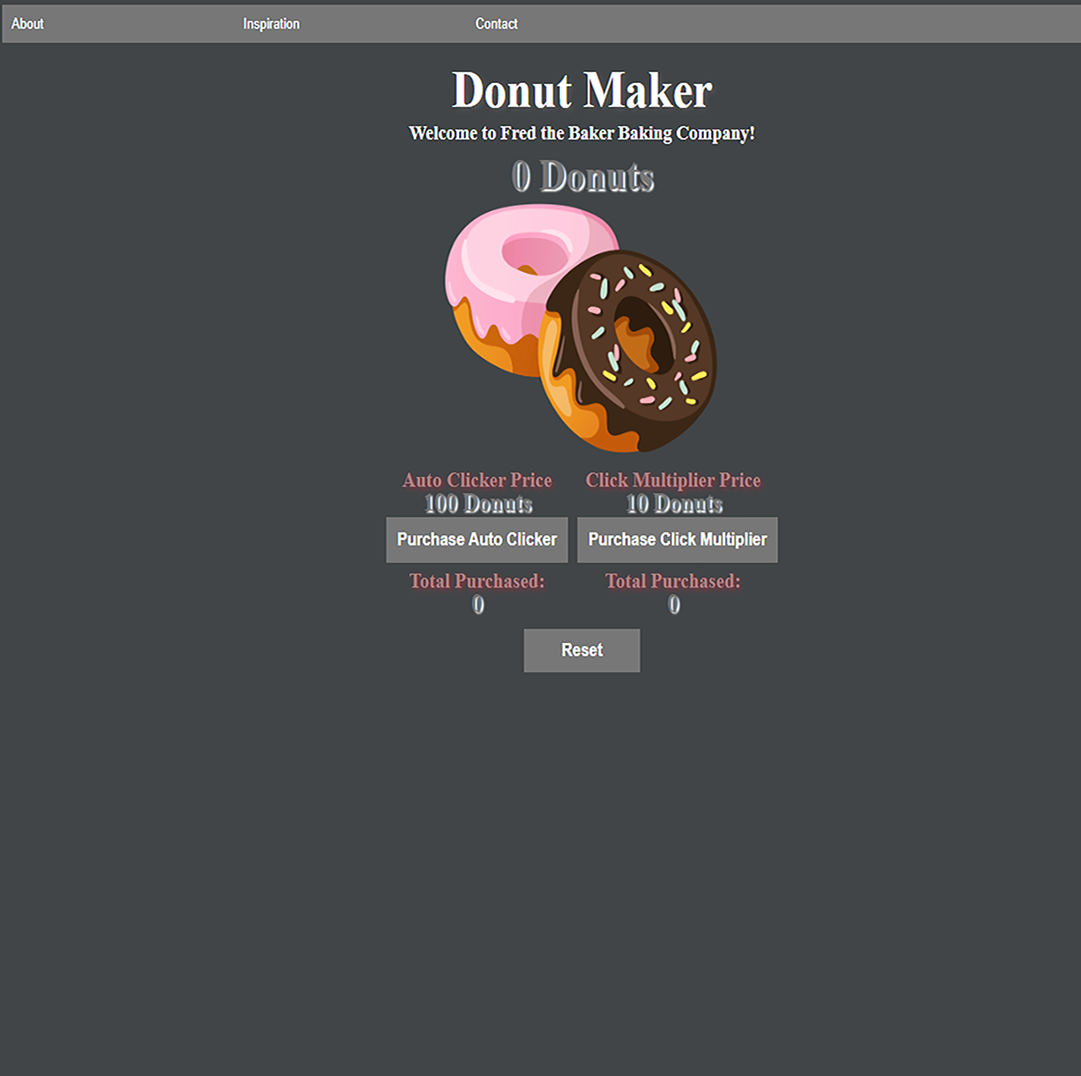 About Inspiration Contact
Donut Maker
Welcome to Fred the Baker Baking Company!
0 Donuts
Auto Clicker Price
100 Donuts
Purchase Auto Clicker
Total Purchased:
0
Click Multiplier Price
10 Donuts
Purchase Click Multiplier
Total Purchased:
0
Reset